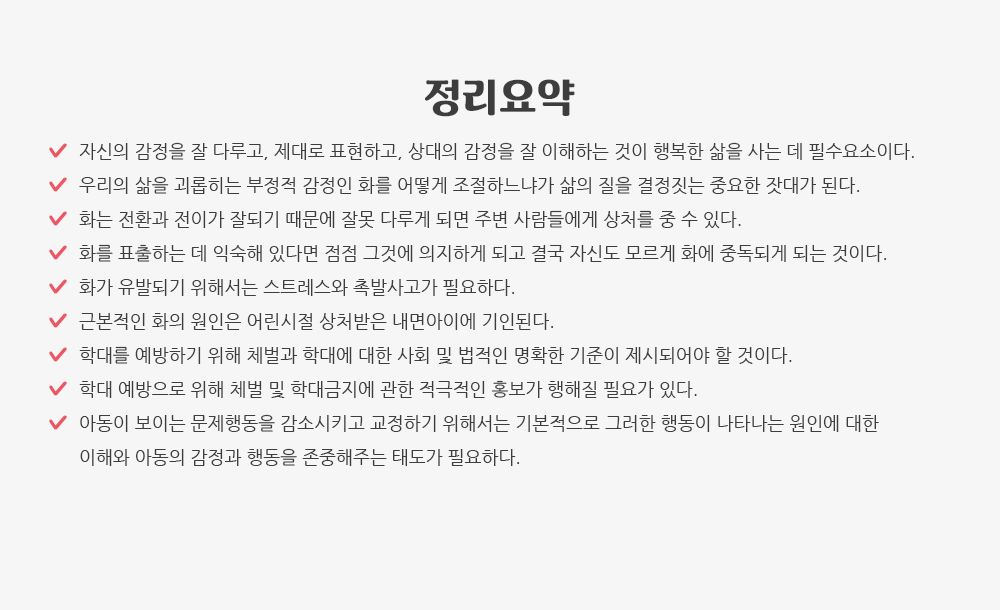 정리요약
자신의 감정을 잘 다루고, 제대로 표현하고, 상대의 감정을 잘 이해하는 것이 행복한 삶을 사는 데 필수요소이다.
우리의 삶을 괴롭히는 부정적 감정인 화를 어떻게 조절하느냐가 삶의 질을 결정짓는 중요한 잣대가 된다.
화는 전환과 전이가 잘되기 때문에 잘못 다루게 되면 주변 사람들에게 상처를 줄 수 있다.
화를 표출하는 데 익숙해 있다면 점점 그것에 의지하게 되고 결국 자신도 모르게 화에 중독되게 되는 것이다.
화가 유발되기 위해서는 스트레스와 촉발사고가 필요하다.
근본적인 화의 원인은 어린시절 상처받은 내면아이에 기인된다.
학대를 예방하기 위해 체벌과 학대에 대한 사회 및 법적인 명확한 기준이 제시되어야 할 것이다.
학대 예방으로 위해 체벌 및 학대금지에 관한 적극적인 홍보가 행해질 필요가 있다.
아동이 보이는 문제행동을 감소시키고 교정하기 위해서는 기본적으로 그러한 행동이 나타나는 원인에 대한
이해와 아동의 감정과 행동을 존중해주는 태도가 필요하다.